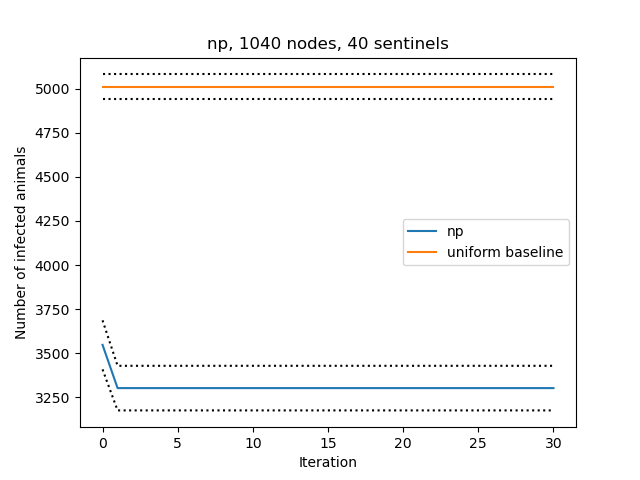 np, 1040 nodes, 40 sentinels
Number of infected animals
5000
4750
4500
4250
4000
3750
3500
3250
np
uniform baseline
0 5 10 15 20 25 30
Iteration